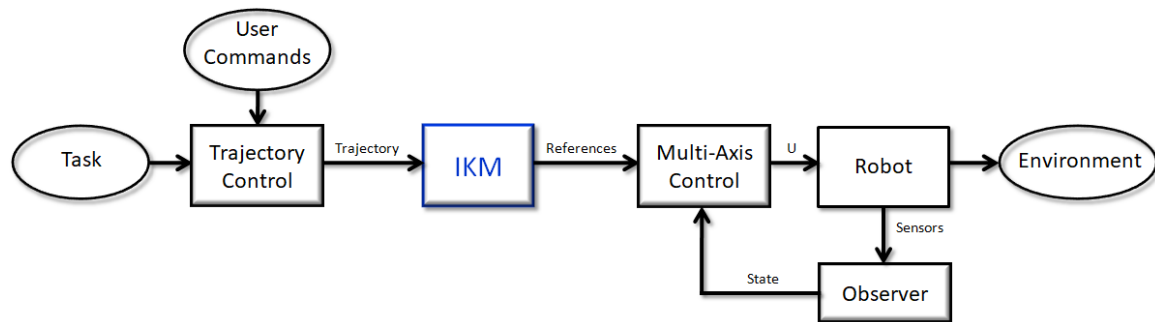 User
Commands
Task
Trajectory
Control
Trajectory
IKM
References
Multi-Axis
Control
U
Robot
Environment
Sensors
State
Observer